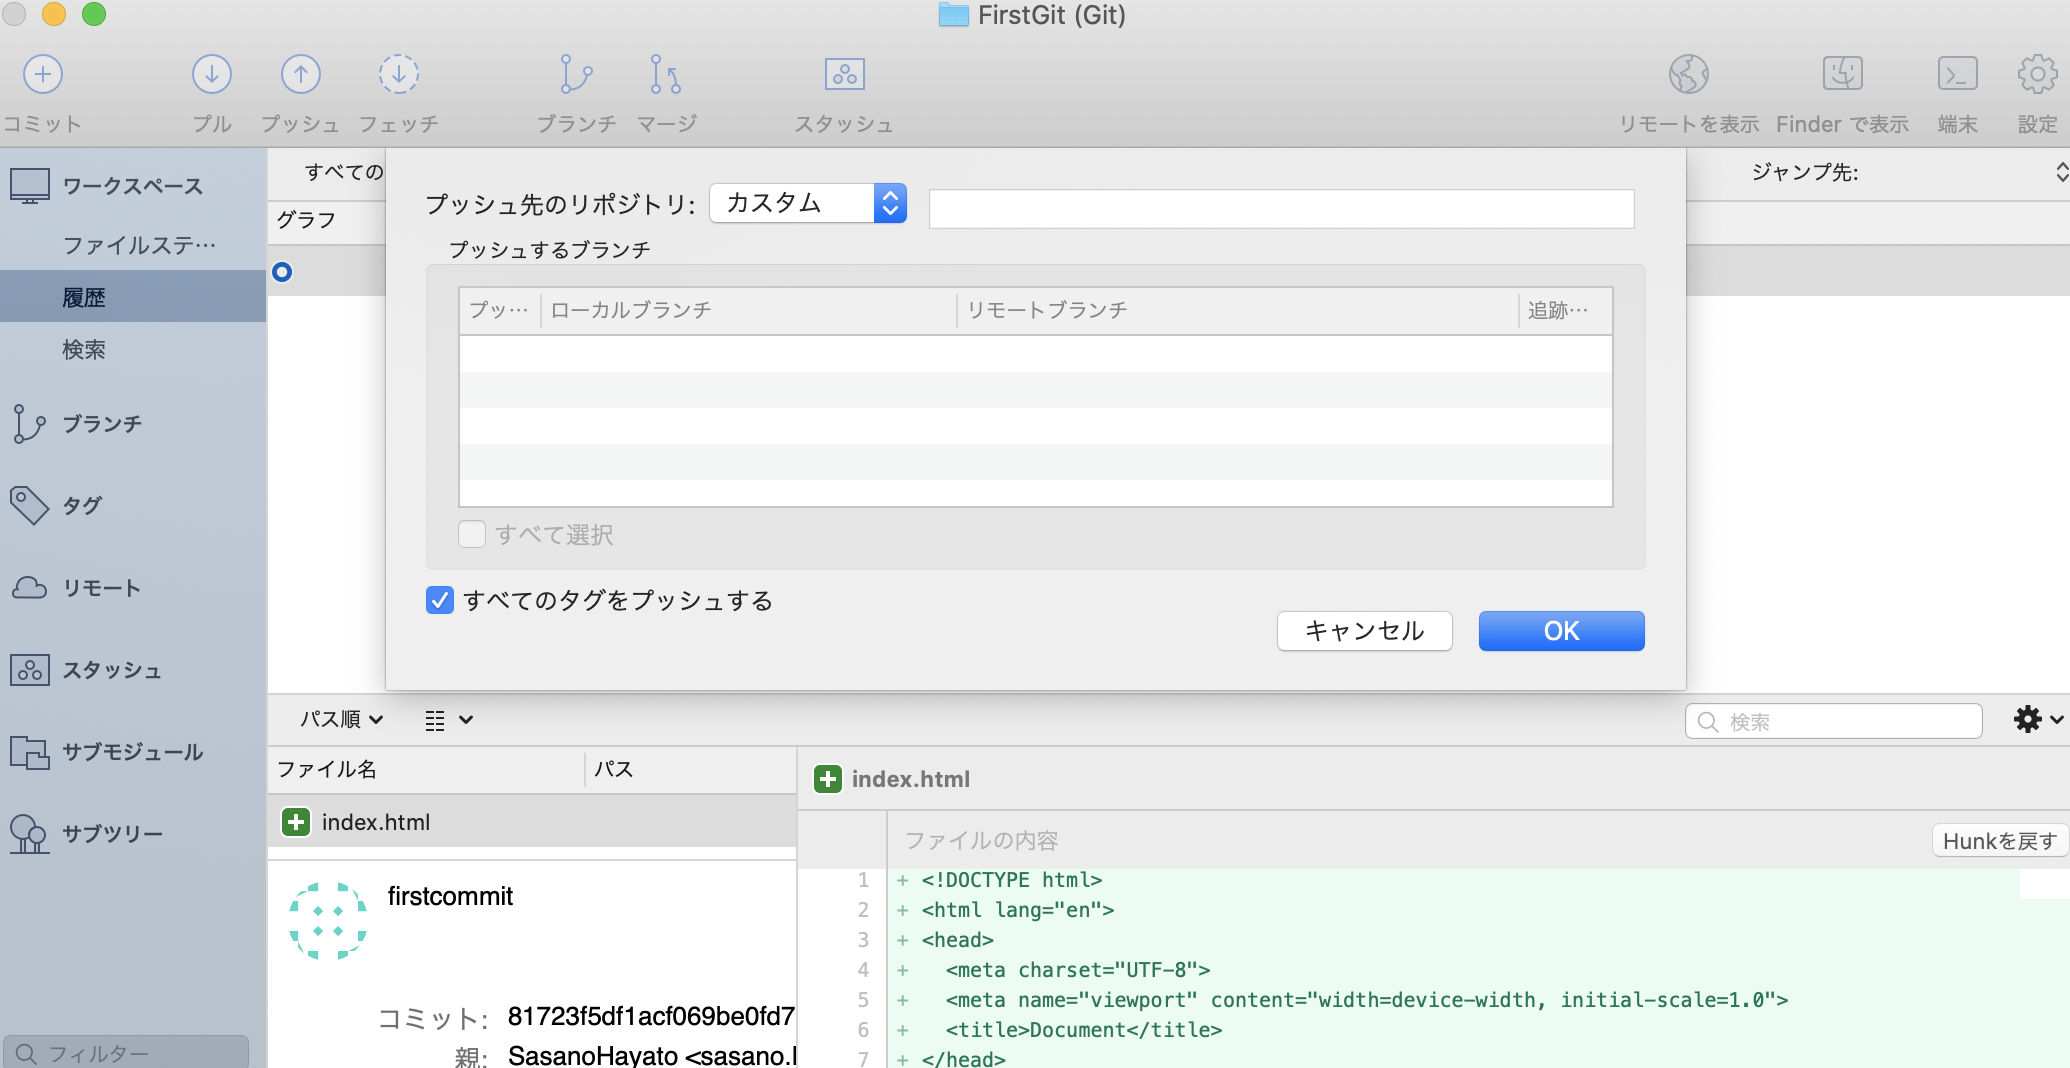 FirstGit (Git)
コミット
プル
プッシュ
フェッチ
ブランチ
マージ
スタッシュ
リモートを表示
Finder で表示
端末
設定
ワークスペース
ファイルステ…
履歴
検索
ブランチ
タグ
リモート
スタッシュ
サブモジュール
サブツリー
フィルター
すべての
ジャンプ先:
グラフ
プッシュ先のリポジトリ:
カスタム
プッシュするブランチ
プッ…
ローカルブランチ
リモートブランチ
追跡…
すべて選択
すべてのタグをプッシュする
キャンセル
OK
パス順
検索
ファイル名
パス
index.html
firstcommit
コミット: 81723f5df1acf069be0fd7
親: SasanoHayato <sasano.
index.html
ファイルの内容
Hunkを戻す
1 + <!DOCTYPE html>
2 + <html lang="en">
3 + <head>
4 + <meta charset="UTF-8">
5 + <meta name="viewport" content="width=device-width, initial-scale=1.0">
6 + <title>Document</title>
7 + </head>